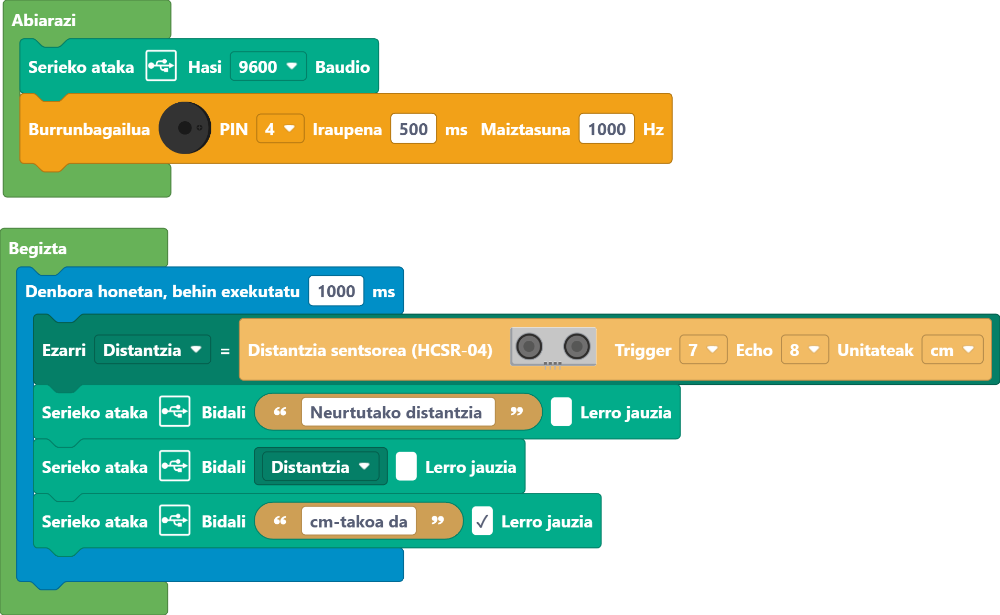 Abiarazi
Serieko ataka Hasi 9600 Baudio
Burrunbagailua PIN 4 Iraupena 500 ms Maiztasuna 1000 Hz
Begizta
Denbora honetan, behin exekutatu 1000 ms
Ezarri Distantzia = Distantzia sentsorea (HCSR-04) Trigger 7 Echo 8 Unitateak cm
Serieko ataka Bidali “ Neurtutako distantzia ” Lerro jauzia
Serieko ataka Bidali Distantzia Lerro jauzia
Serieko ataka Bidali “ cm-takoa da ” ✓ Lerro jauzia